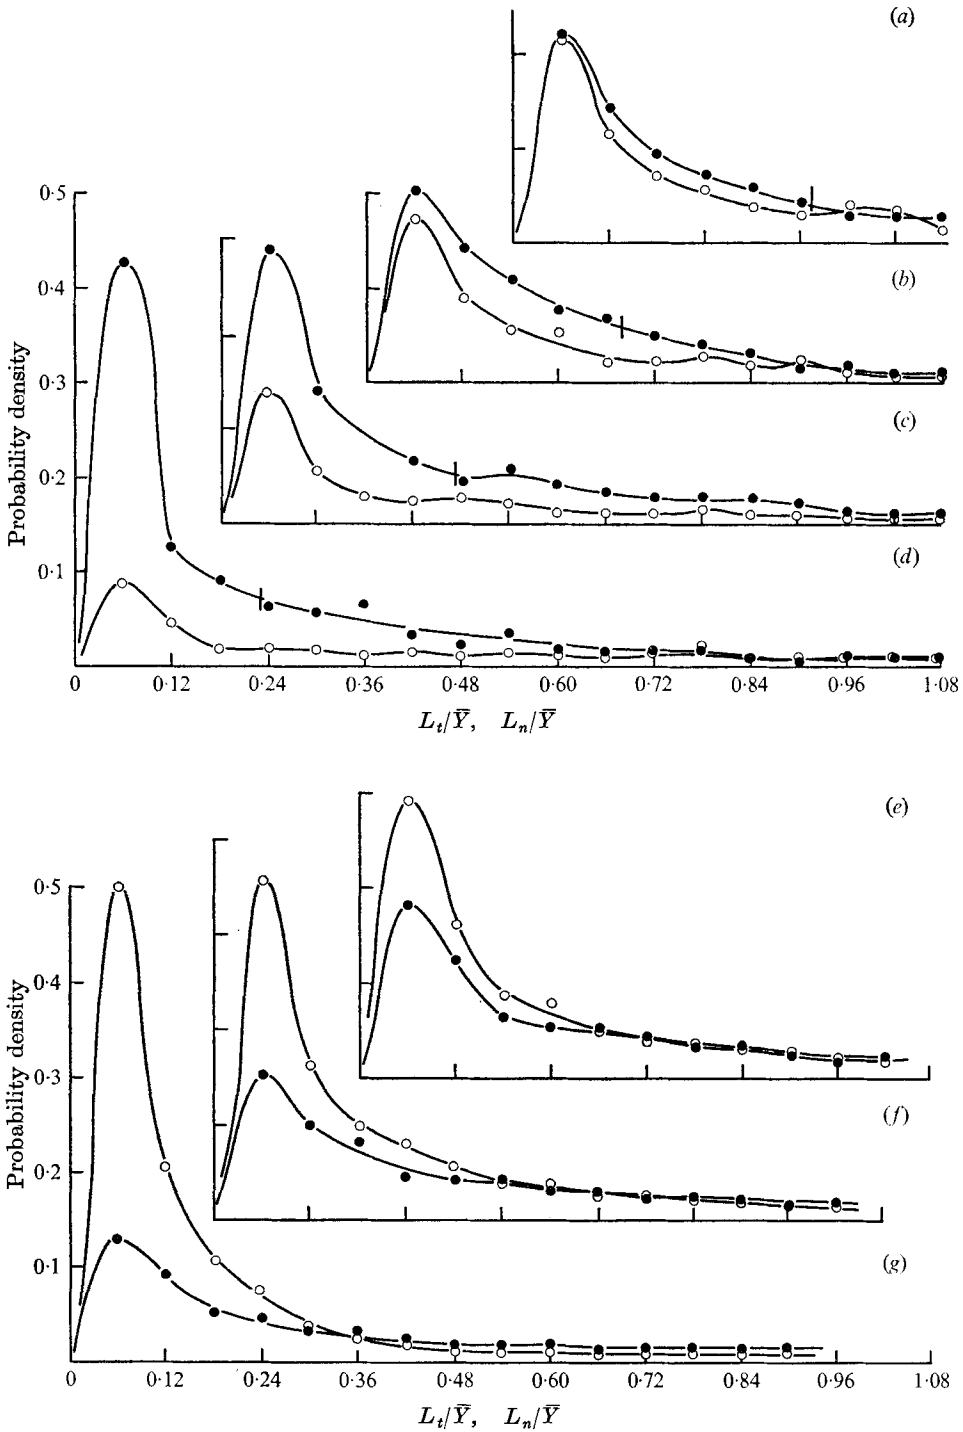 (a)
0·5
(b)
0·4
0·3
(c)
0·2
(d)
0·1
Probability density
0
0 0·12 0·24 0·36 0·48 0·60 0·72 0·84 0·96 1·08
L_t/Y̅, L_n/Y̅
(e)
0·5
0·4
0·3
(f)
0·2
(g)
0·1
Probability density
0
0 0·12 0·24 0·36 0·48 0·60 0·72 0·84 0·96 1·08
L_t/Y̅, L_n/Y̅